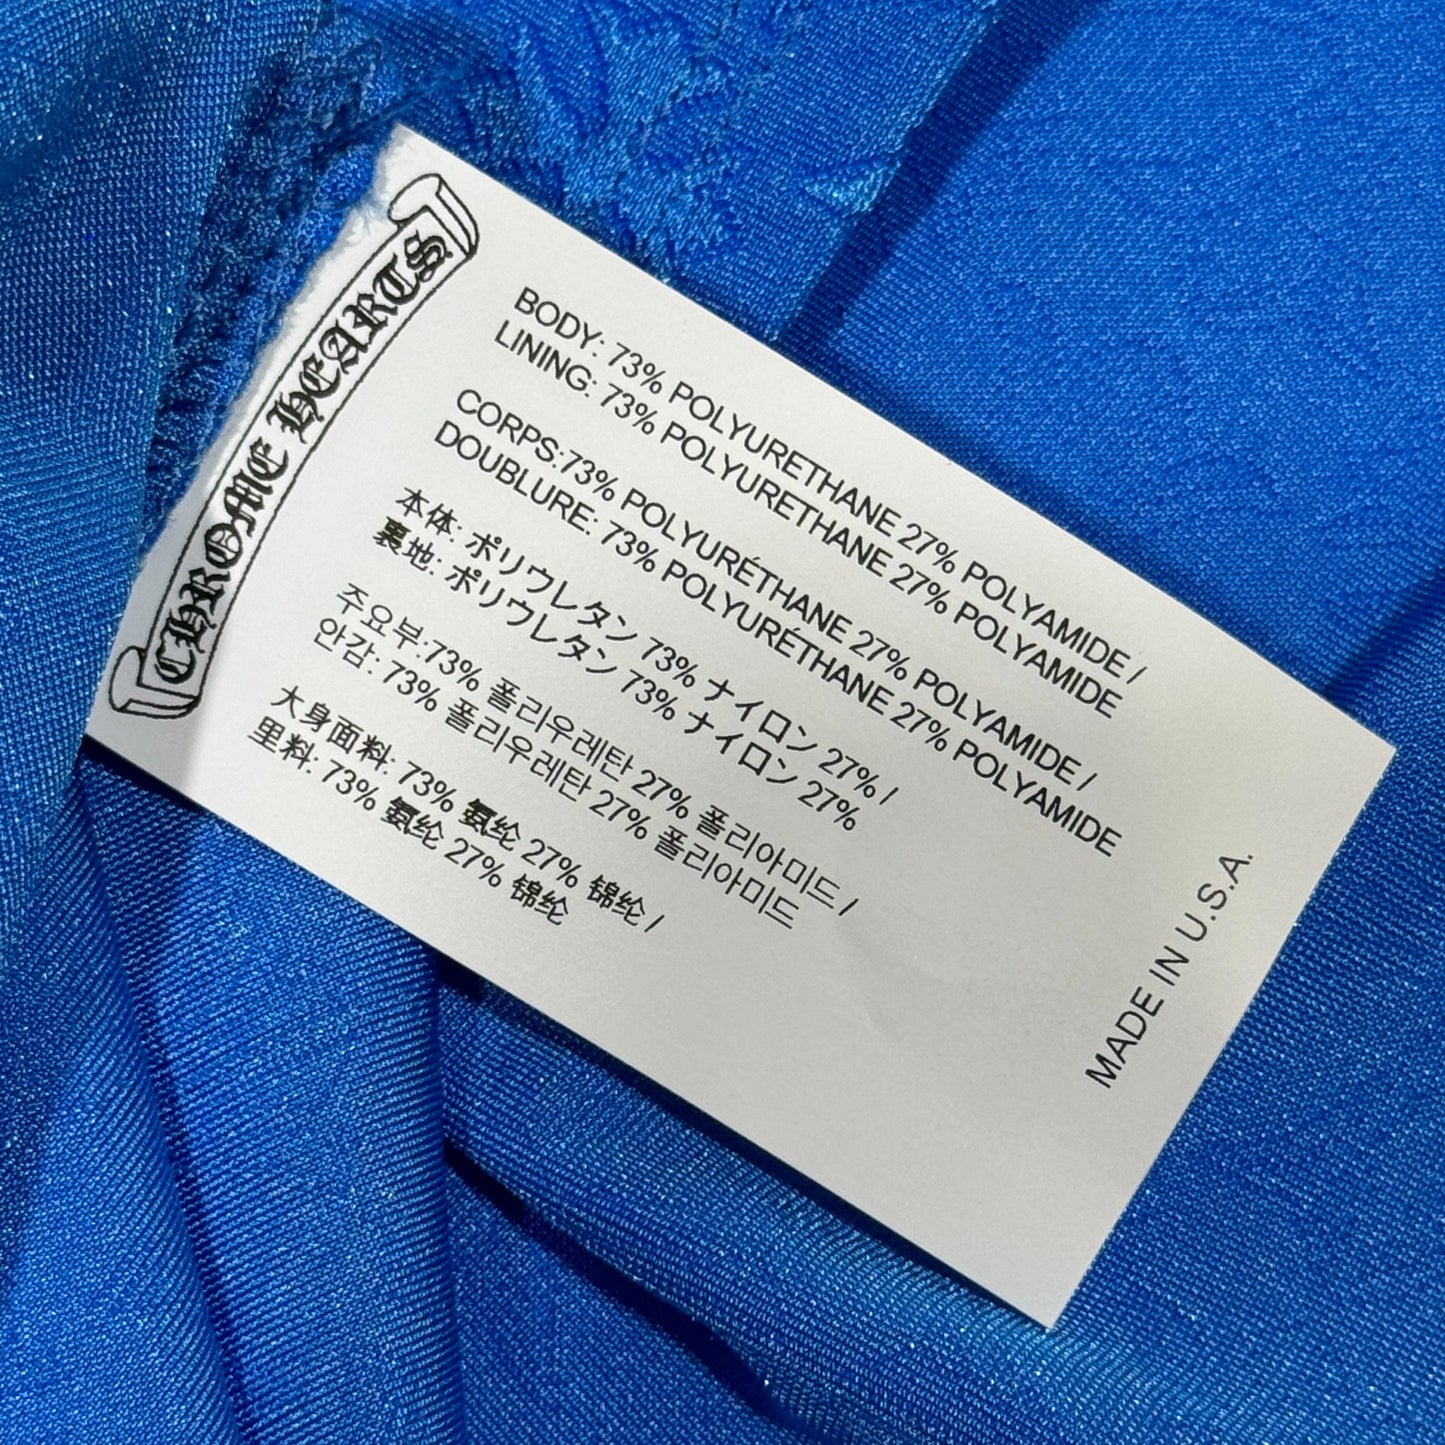 CHROME HEARTS
BODY: 73% POLYURETHANE 27% POLYAMIDE /
LINING: 73% POLYURETHANE 27% POLYAMIDE
CORPS:73% POLYURÉTHANE 27% POLYAMIDE /
DOUBLURE: 73% POLYURÉTHANE 27% POLYAMIDE
本体: ポリウレタン 73% ナイロン 27% /
裏地: ポリウレタン 73% ナイロン 27%
주요부:73% 폴리우레탄 27% 폴리아미드 /
안감: 73% 폴리우레탄 27% 폴리아미드
大身面料: 73% 氨纶 27% 锦纶 /
里料: 73% 氨纶 27% 锦纶
MADE IN U.S.A.